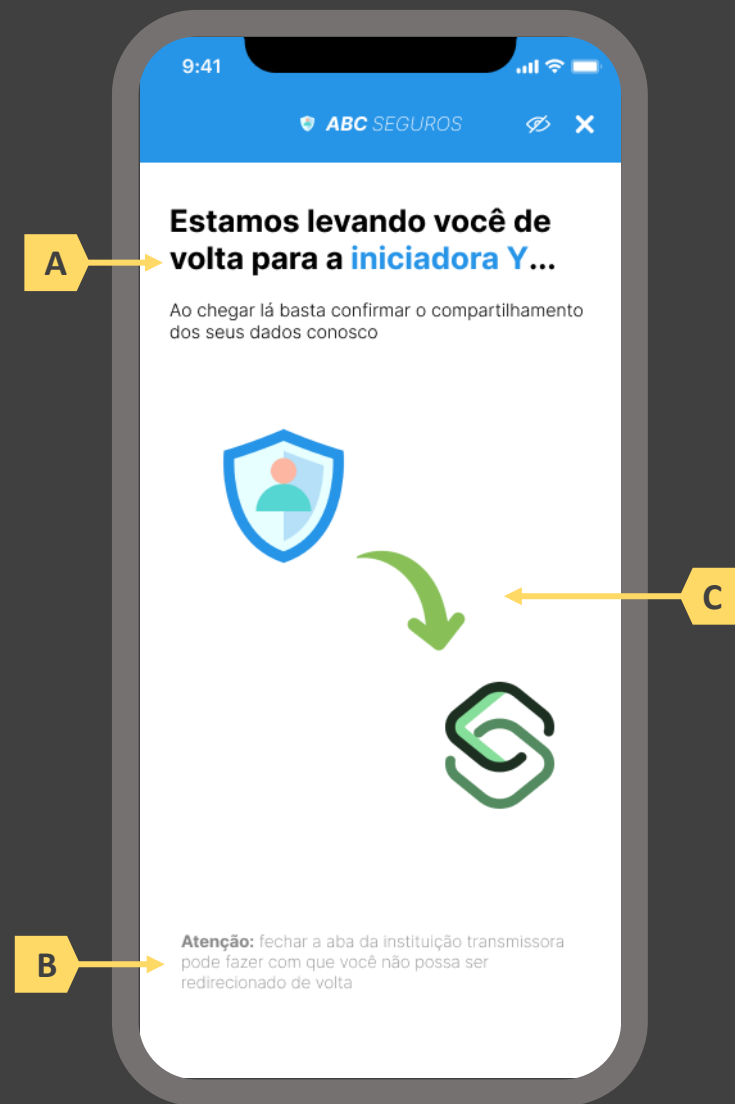 9:41
ABC SEGUROS
Estamos levando você de
volta para a iniciadora Y...
A
Ao chegar lá basta confirmar o compartilhamento
dos seus dados conosco
C
Atenção: fechar a aba da instituição transmissora
pode fazer com que você não possa ser
redirecionado de volta
B